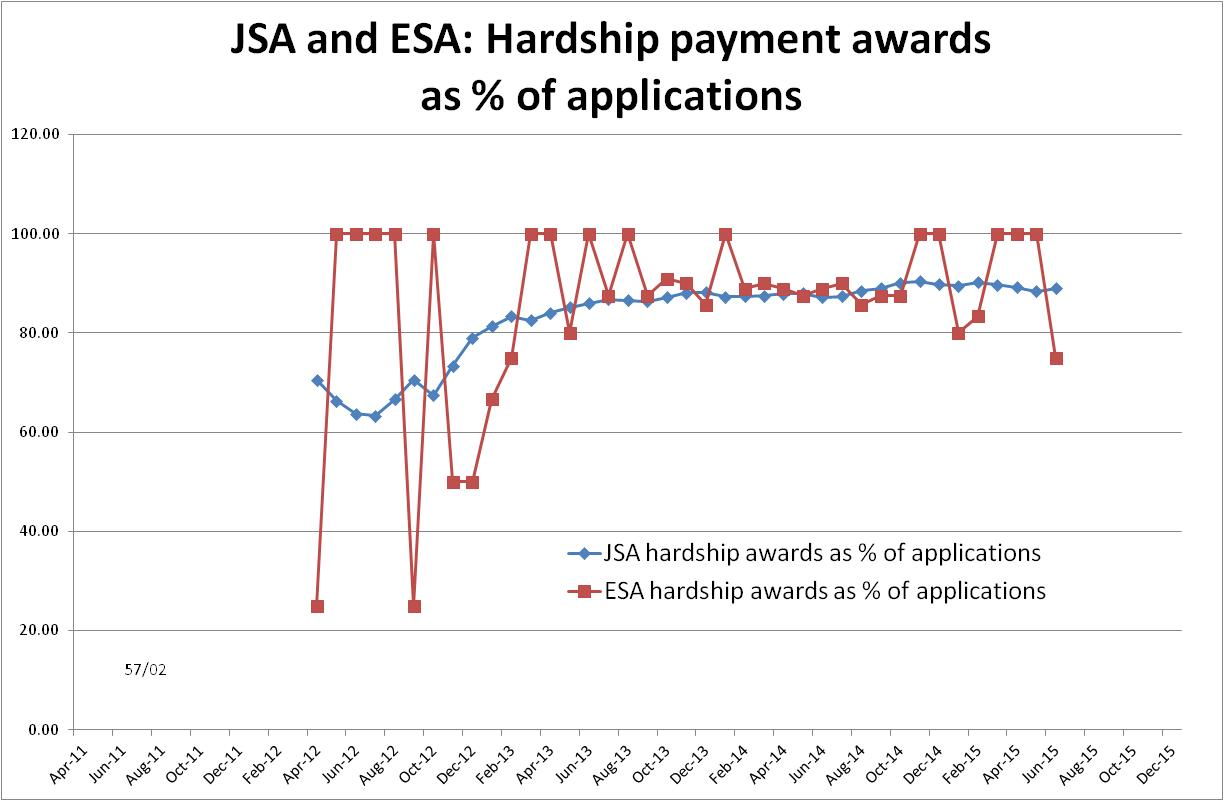 JSA and ESA: Hardship payment awards
as % of applications
120.00
100.00
80.00
60.00
40.00
20.00
0.00
JSA hardship awards as % of applications
ESA hardship awards as % of applications
57/02
Apr-11
Jun-11
Aug-11
Oct-11
Dec-11
Feb-12
Apr-12
Jun-12
Aug-12
Oct-12
Dec-12
Feb-13
Apr-13
Jun-13
Aug-13
Oct-13
Dec-13
Feb-14
Apr-14
Jun-14
Aug-14
Oct-14
Dec-14
Feb-15
Apr-15
Jun-15
Aug-15
Oct-15
Dec-15